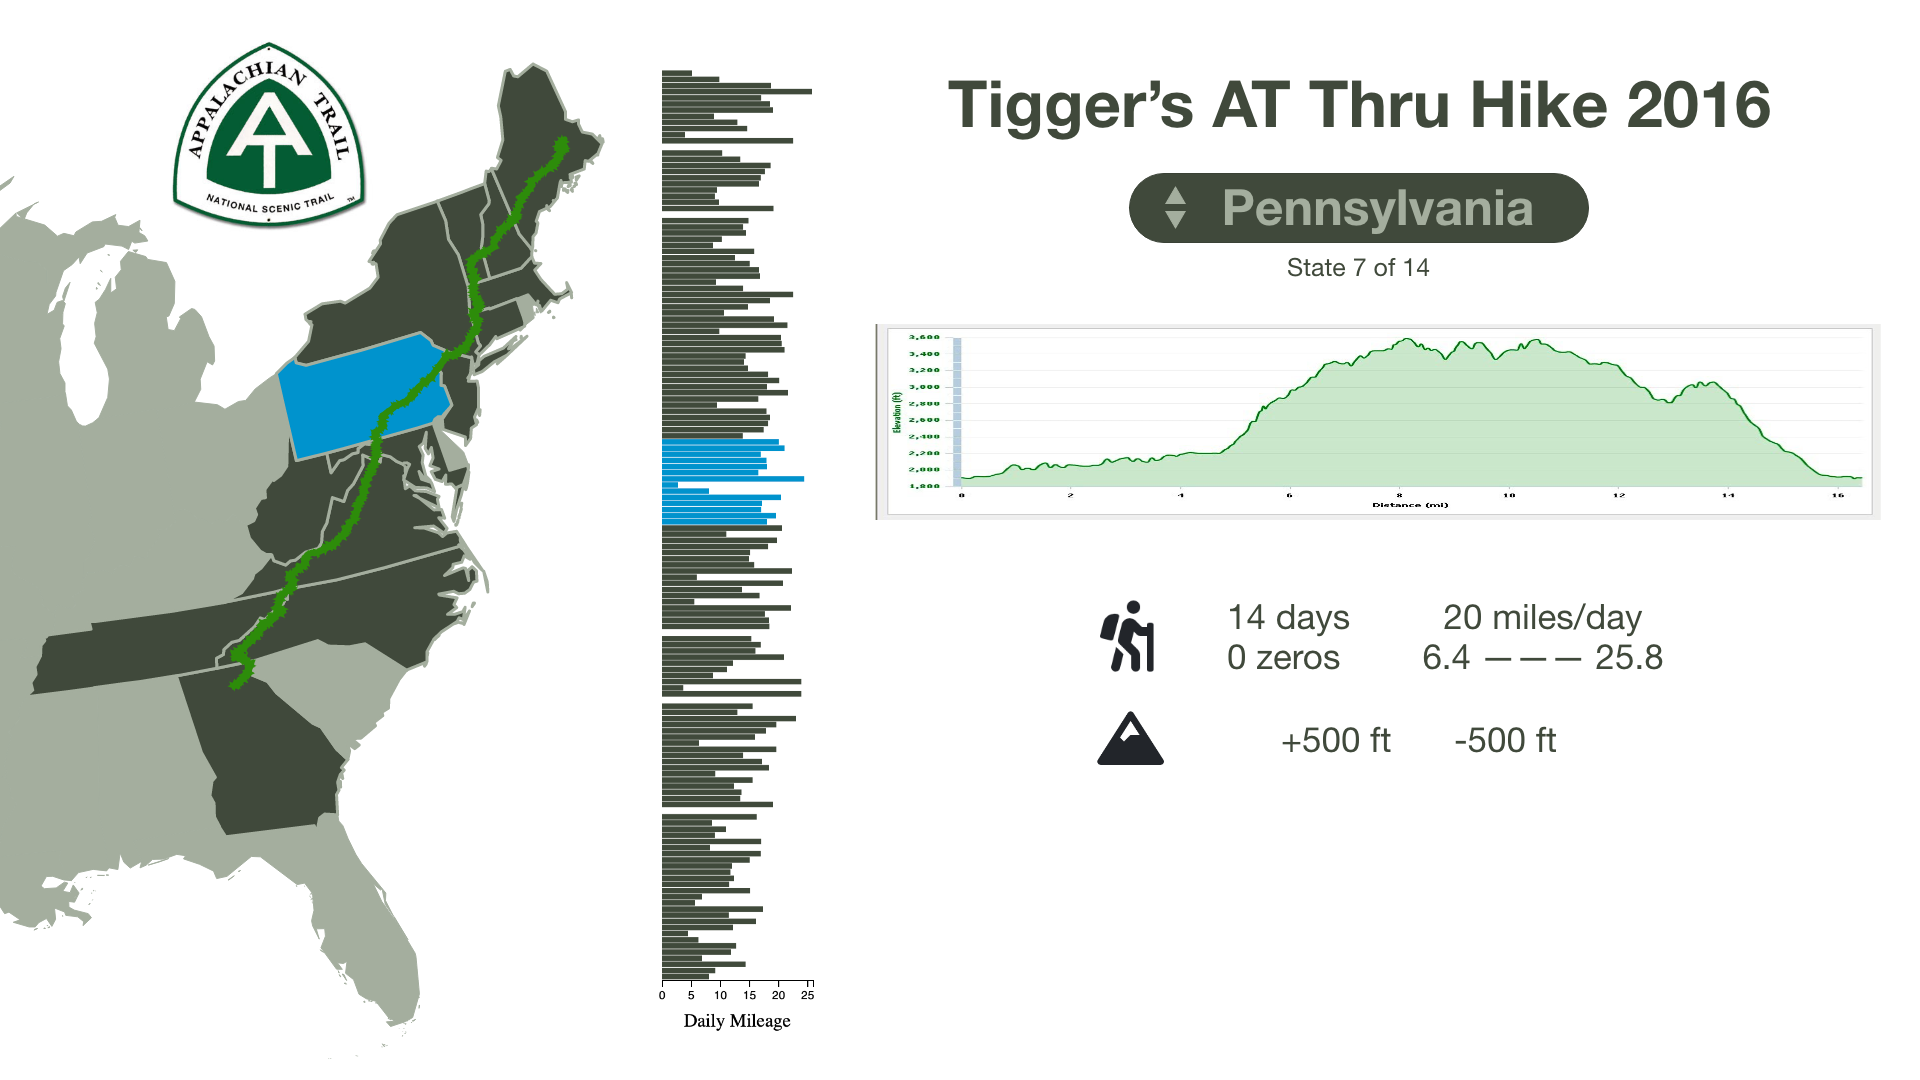 APPALACHIAN TRAIL
NATIONAL SCENIC TRAIL ™
0 5 10 15 20 25
Daily Mileage
Tigger’s AT Thru Hike 2016
Pennsylvania
State 7 of 14
3,600
3,400
3,200
3,000
2,800
2,600
2,400
2,200
2,000
1,800
Elevation (ft)
0 2 4 6 8 10 12 14 16
Distance (mi)
14 days 20 miles/day
0 zeros 6.4 — — — 25.8
+500 ft -500 ft